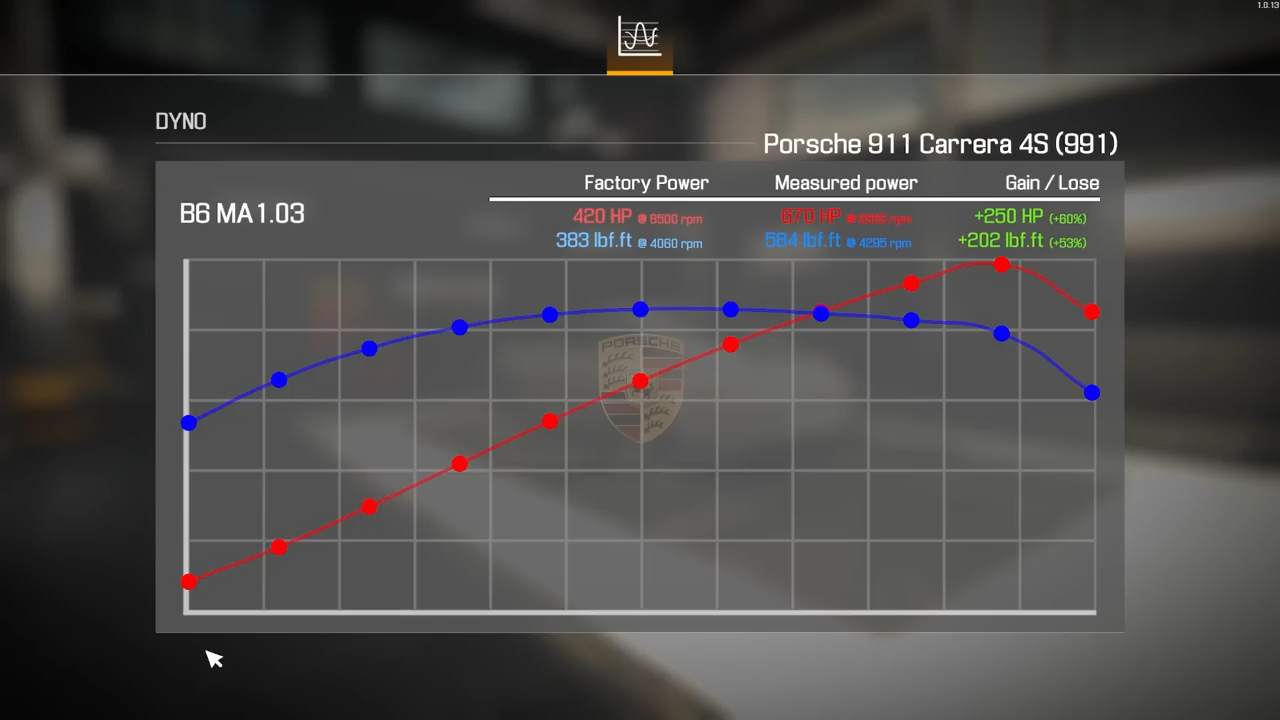 1.0.13
DYNO
Porsche 911 Carrera 4S (991)
Factory Power Measured power Gain / Lose
B6 MA1.03
420 HP @ 6500 rpm 670 HP +250 HP (+60%)
383 lbf.ft @ 4060 rpm 584 lbf.ft @ 4295 rpm +202 lbf.ft (+53%)
PORSCHE